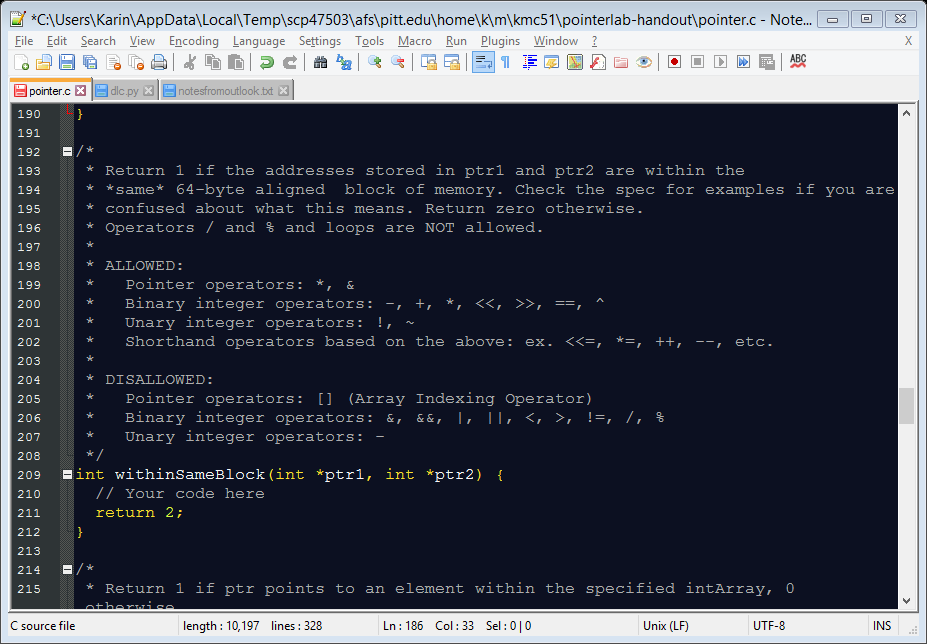 *C:\Users\Karin\AppData\Local\Temp\scp47503\afs\pitt.edu\home\k\m\kmc51\pointerlab-handout\pointer.c - Note...
File Edit Search View Encoding Language Settings Tools Macro Run Plugins Window ? X
ABC
pointer.c dlc.py notesfromoutlook.txt
190 }
191
192 /*
193  * Return 1 if the addresses stored in ptr1 and ptr2 are within the
194  * *same* 64-byte aligned  block of memory. Check the spec for examples if you are
195  * confused about what this means. Return zero otherwise.
196  * Operators / and % and loops are NOT allowed.
197  *
198  * ALLOWED:
199  *   Pointer operators: *, &
200  *   Binary integer operators: -, +, *, <<, >>, ==, ^
201  *   Unary integer operators: !, ~
202  *   Shorthand operators based on the above: ex. <<=, *=, ++, --, etc.
203  *
204  * DISALLOWED:
205  *   Pointer operators: [] (Array Indexing Operator)
206  *   Binary integer operators: &, &&, |, ||, <, >, !=, /, %
207  *   Unary integer operators: -
208  */
209 int withinSameBlock(int *ptr1, int *ptr2) {
210   // Your code here
211   return 2;
212 }
213
214 /*
215  * Return 1 if ptr points to an element within the specified intArray, 0
otherwise
C source file length : 10,197 lines : 328 Ln : 186 Col : 33 Sel : 0 | 0 Unix (LF) UTF-8 INS